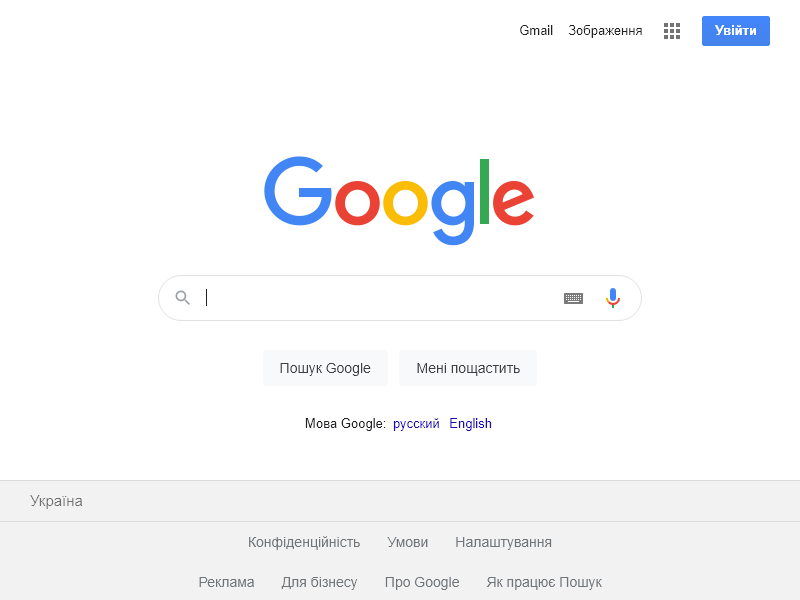 Gmail Зображення Увійти
Google
Пошук Google Мені пощастить
Мова Google: русский English
Україна
Конфіденційність Умови Налаштування
Реклама Для бізнесу Про Google Як працює Пошук